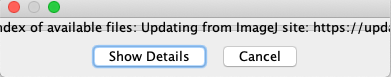 ndex of available files: Updating from ImageJ site: https://upda
Show Details
Cancel